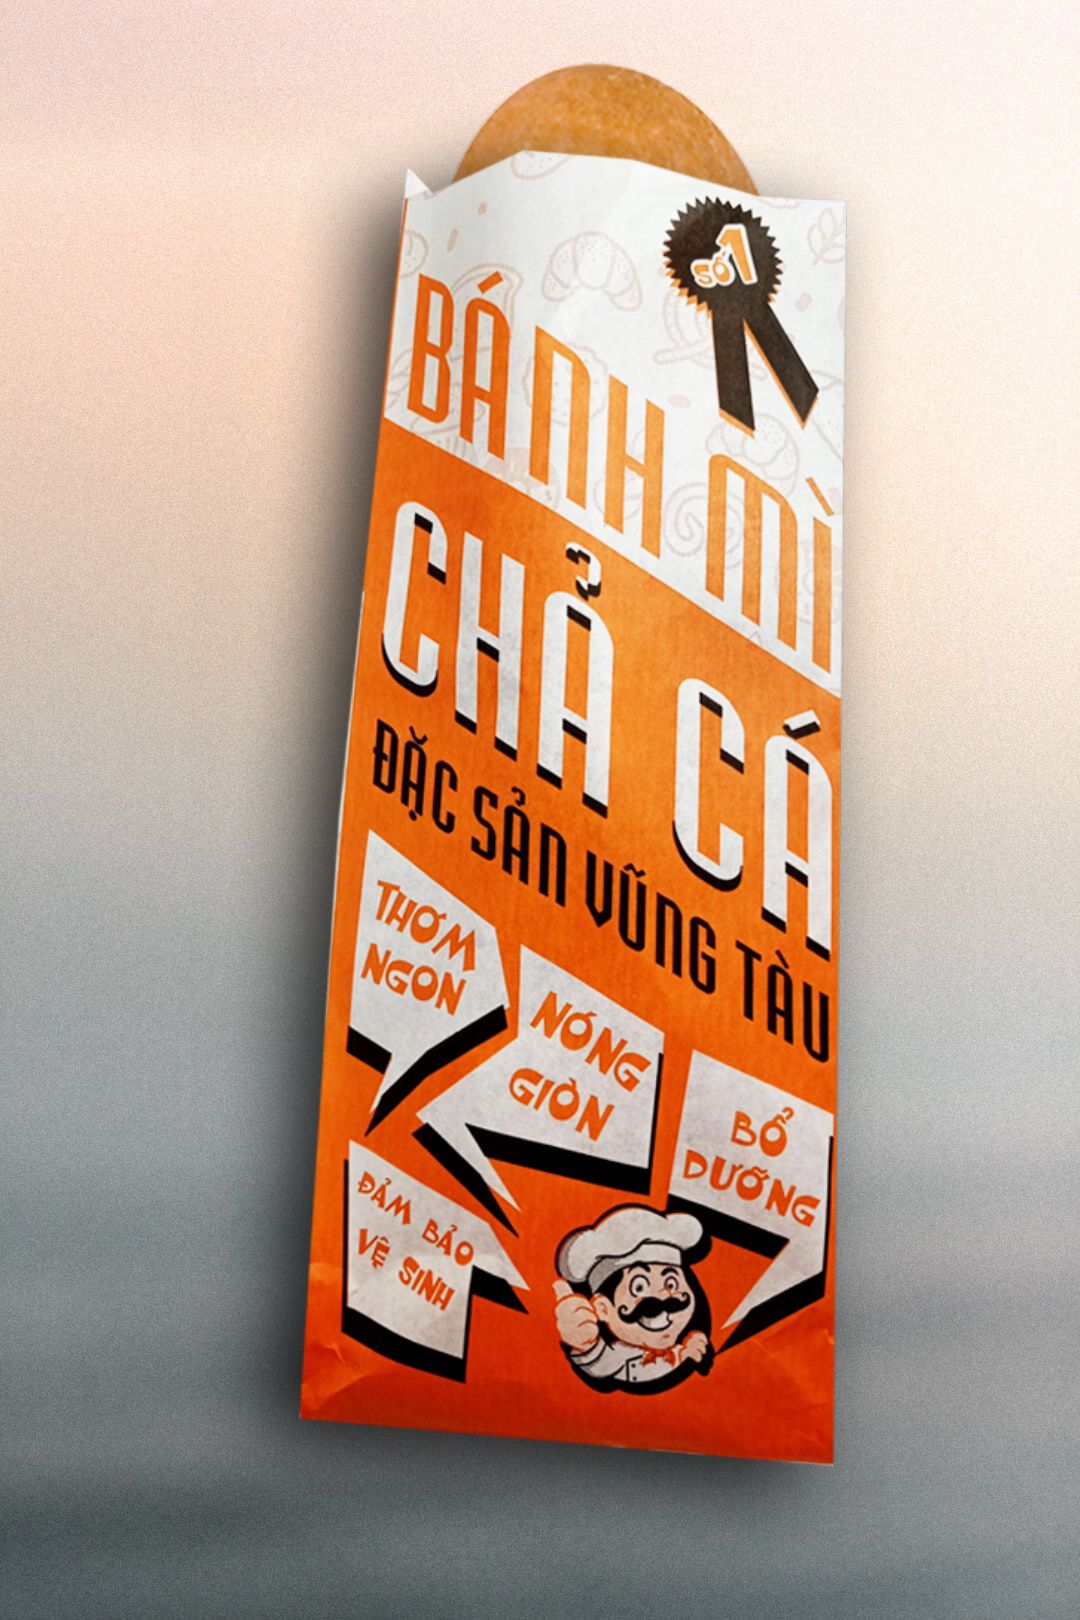 SỐ 1
BÁNH MÌ
CHẢ CÁ
ĐẶC SẢN VŨNG TÀU
THƠM
NGON
NÓNG
GIÒN
BỔ
DƯỠNG
ĐẢM BẢO
VỆ SINH